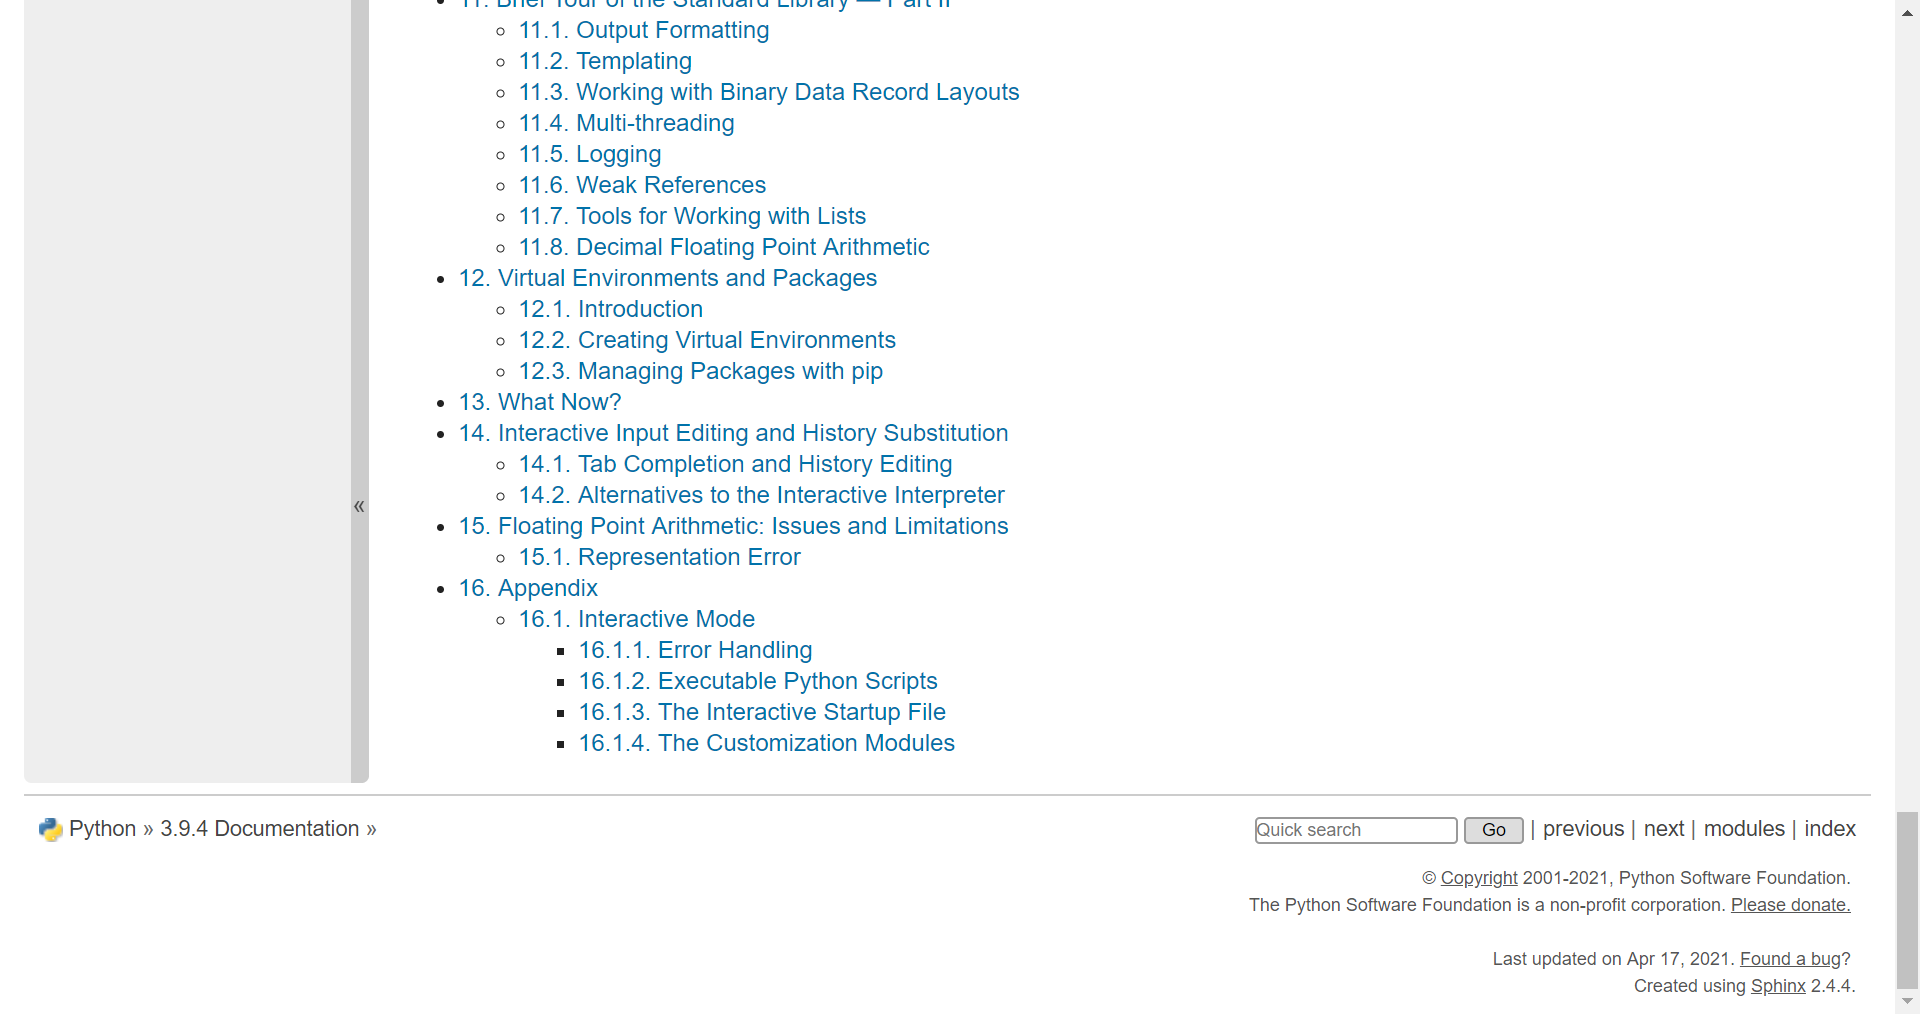 11. Brief Tour of the Standard Library — Part II
11.1. Output Formatting
11.2. Templating
11.3. Working with Binary Data Record Layouts
11.4. Multi-threading
11.5. Logging
11.6. Weak References
11.7. Tools for Working with Lists
11.8. Decimal Floating Point Arithmetic
12. Virtual Environments and Packages
12.1. Introduction
12.2. Creating Virtual Environments
12.3. Managing Packages with pip
13. What Now?
14. Interactive Input Editing and History Substitution
14.1. Tab Completion and History Editing
14.2. Alternatives to the Interactive Interpreter
«
15. Floating Point Arithmetic: Issues and Limitations
15.1. Representation Error
16. Appendix
16.1. Interactive Mode
16.1.1. Error Handling
16.1.2. Executable Python Scripts
16.1.3. The Interactive Startup File
16.1.4. The Customization Modules
Python » 3.9.4 Documentation »
Quick search Go | previous | next | modules | index
© Copyright 2001-2021, Python Software Foundation.
The Python Software Foundation is a non-profit corporation. Please donate.
Last updated on Apr 17, 2021. Found a bug?
Created using Sphinx 2.4.4.